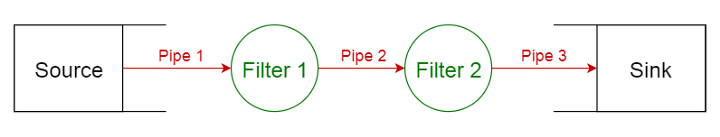 Source
Pipe 1
Filter 1
Pipe 2
Filter 2
Pipe 3
Sink